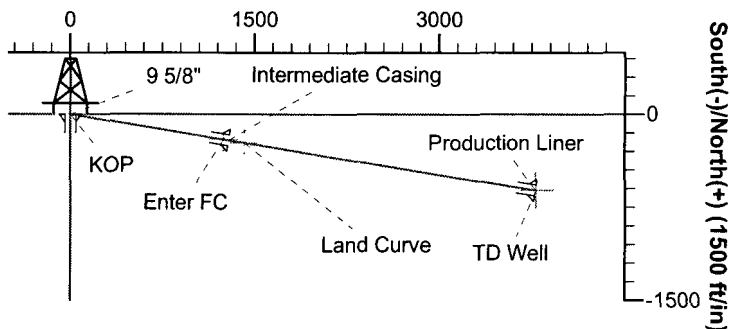 0 1500 3000
9 5/8" Intermediate Casing
0
KOP
Production Liner
Enter FC
Land Curve
TD Well
-1500
South(-)/North(+) (1500 ft/in)